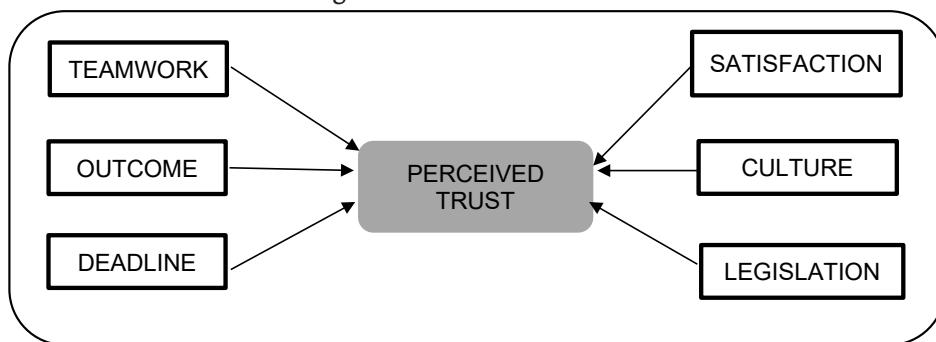 TEAMWORK
OUTCOME
DEADLINE
PERCEIVED
TRUST
SATISFACTION
CULTURE
LEGISLATION